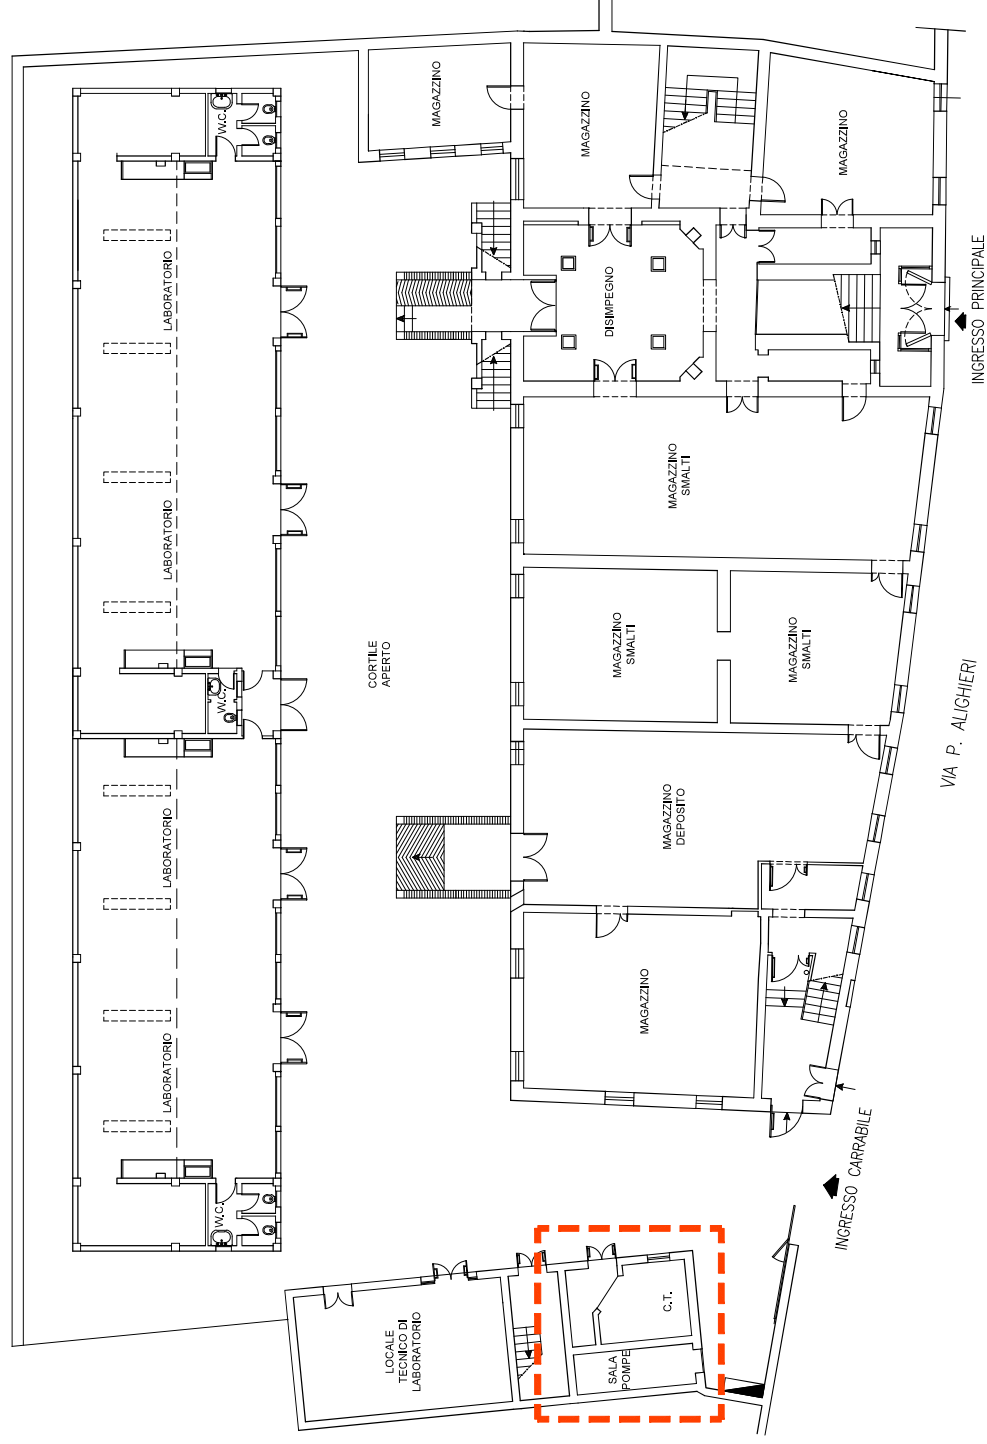 MAGAZZINO
MAGAZZINO
MAGAZZINO
W.C.
LABORATORIO
DISIMPEGNO
INGRESSO PRINCIPALE
MAGAZZINO
SMALTI
LABORATORIO
MAGAZZINO
SMALTI
MAGAZZINO
SMALTI
CORTILE
APERTO
W.C.
VIA P. ALIGHIERI
LABORATORIO
MAGAZZINO
DEPOSITO
MAGAZZINO
LABORATORIO
INGRESSO CARRABILE
W.C.
C.T.
LOCALE
TECNICO DI
LABORATORIO
SALA
POMPE